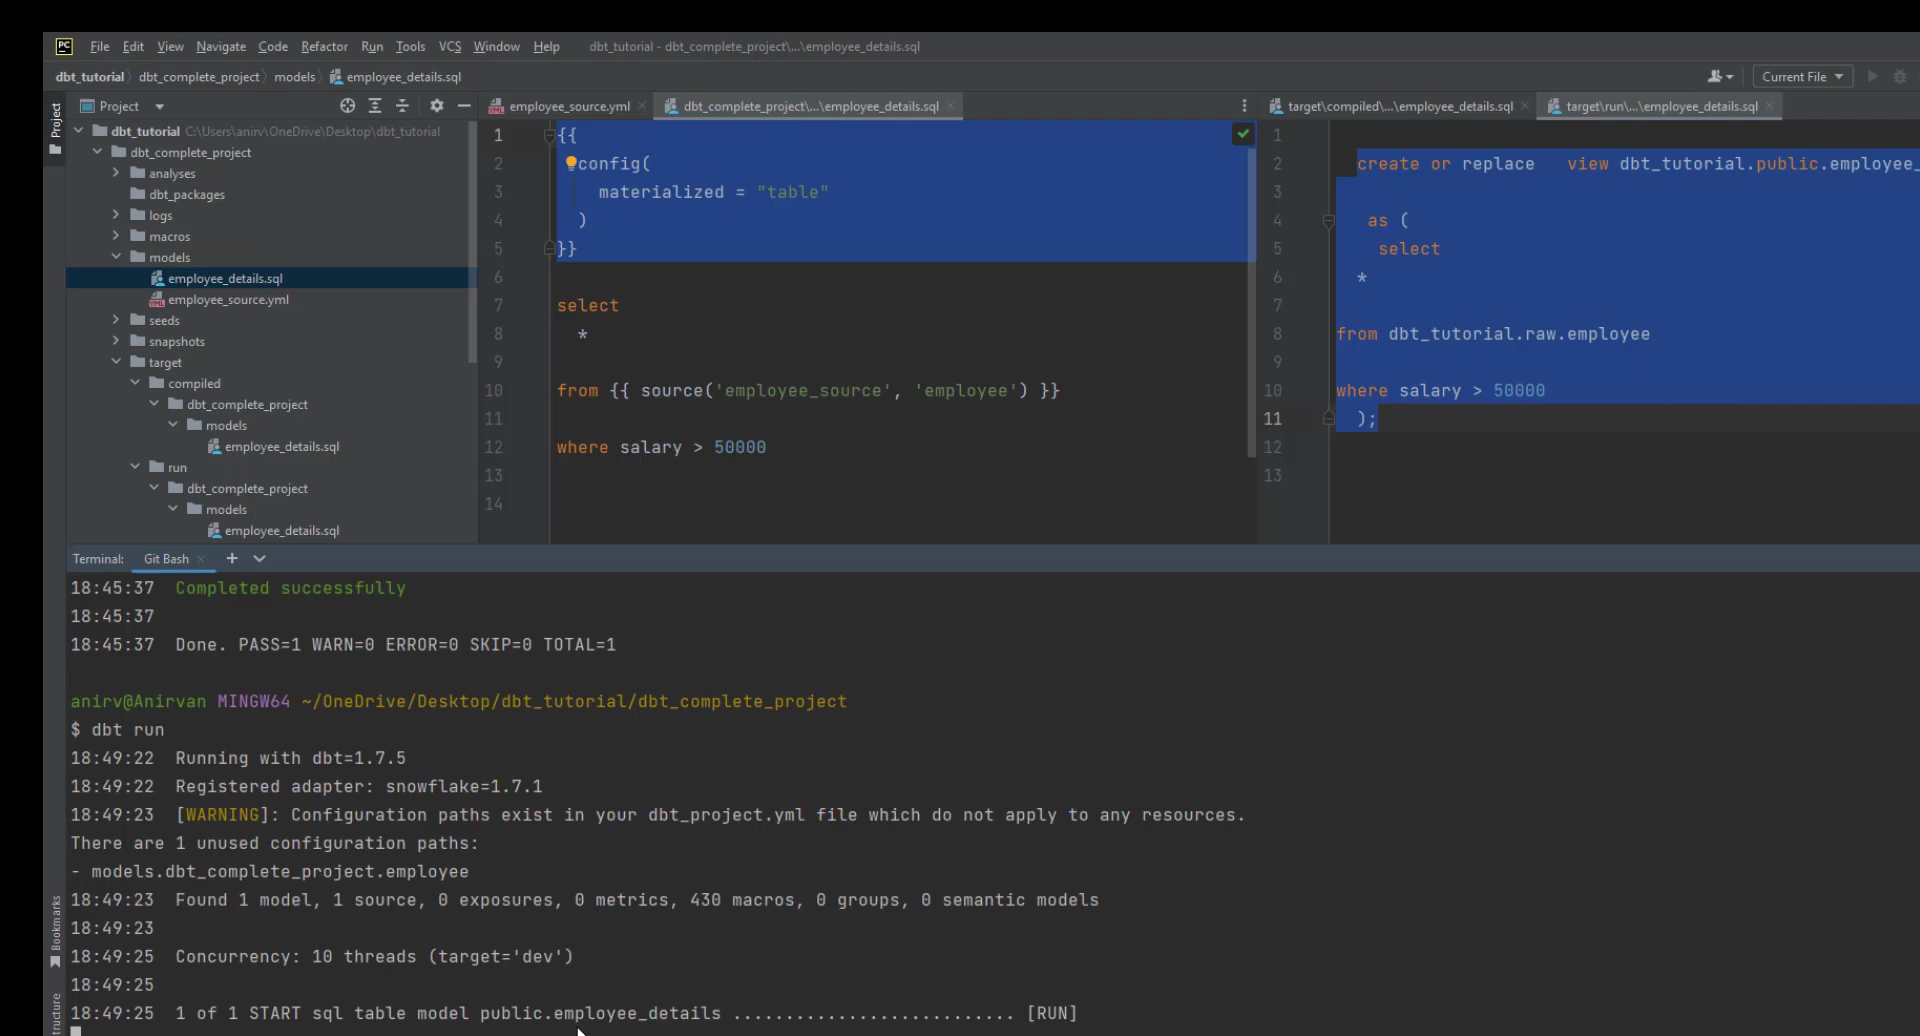 PC File Edit View Navigate Code Refactor Run Tools VCS Window Help dbt_tutorial - dbt_complete_project\...\employee_details.sql
dbt_tutorial dbt_complete_project models employee_details.sql Current File
Project
Project
employee_source.yml dbt_complete_project\...\employee_details.sql target\compiled\...\employee_details.sql target\run\...\employee_details.sql
dbt_tutorial C:\Users\anirv\OneDrive\Desktop\dbt_tutorial
dbt_complete_project
analyses
dbt_packages
logs
macros
models
employee_details.sql
employee_source.yml
seeds
snapshots
target
compiled
dbt_complete_project
models
employee_details.sql
run
dbt_complete_project
models
employee_details.sql
1 {{
2 config(
3 materialized = "table"
4 )
5 }}
6
7 select
8 *
9
10 from {{ source('employee_source', 'employee') }}
11
12 where salary > 50000
13
14
1
2 create or replace view dbt_tutorial.public.employee_
3
4 as (
5 select
6 *
7
8 from dbt_tutorial.raw.employee
9
10 where salary > 50000
11 );
12
13
Terminal: Git Bash
18:45:37 Completed successfully
18:45:37
18:45:37 Done. PASS=1 WARN=0 ERROR=0 SKIP=0 TOTAL=1
anirv@Anirvan MINGW64 ~/OneDrive/Desktop/dbt_tutorial/dbt_complete_project
$ dbt run
18:49:22 Running with dbt=1.7.5
18:49:22 Registered adapter: snowflake=1.7.1
18:49:23 [WARNING]: Configuration paths exist in your dbt_project.yml file which do not apply to any resources.
There are 1 unused configuration paths:
- models.dbt_complete_project.employee
18:49:23 Found 1 model, 1 source, 0 exposures, 0 metrics, 430 macros, 0 groups, 0 semantic models
18:49:23
18:49:25 Concurrency: 10 threads (target='dev')
18:49:25
18:49:25 1 of 1 START sql table model public.employee_details ........................... [RUN]
Bookmarks
ructure